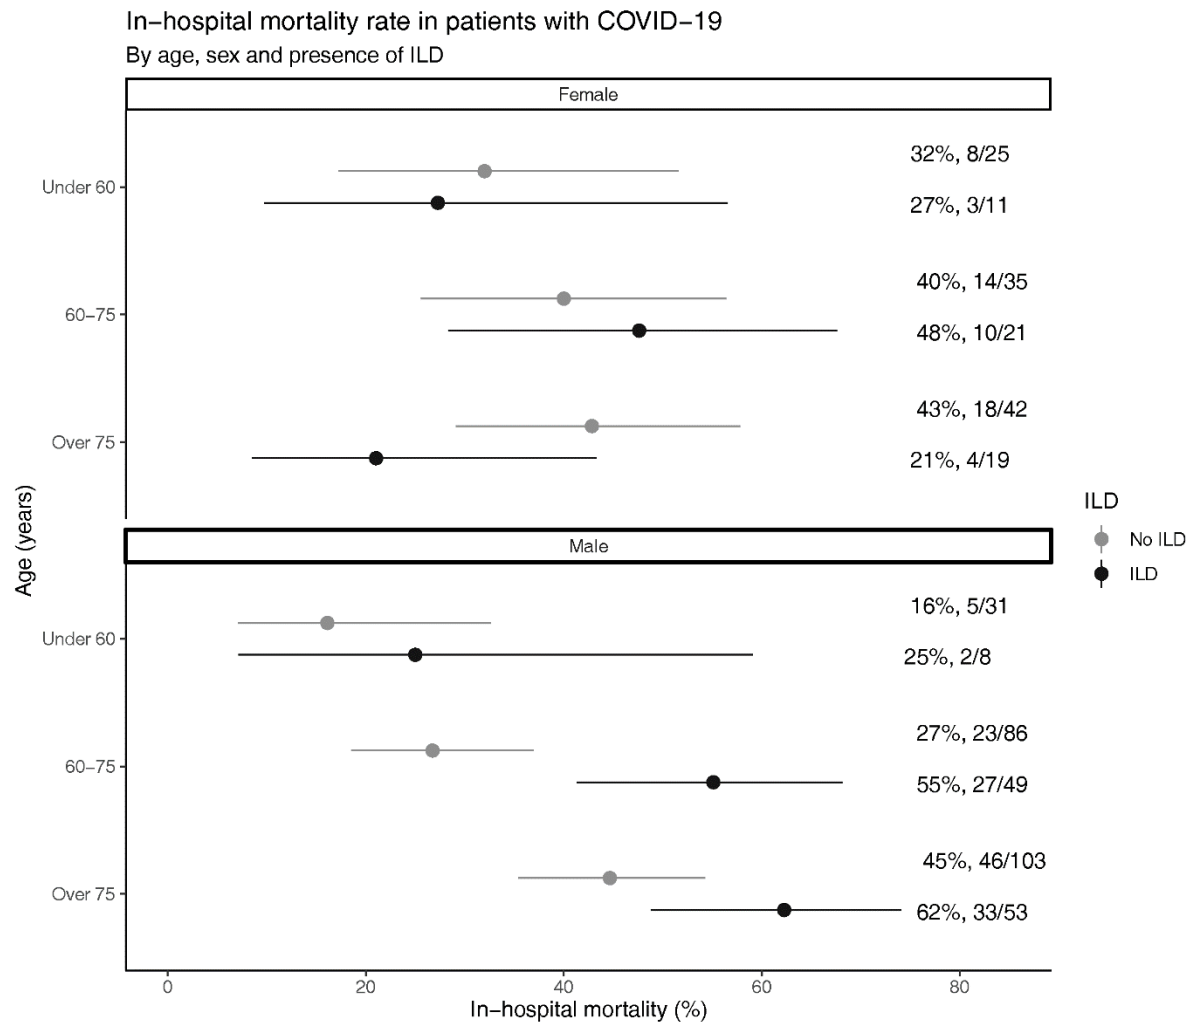 In−hospital mortality rate in patients with COVID−19
By age, sex and presence of ILD
Female
32%, 8/25
Under 60
27%, 3/11
40%, 14/35
60−75
48%, 10/21
43%, 18/42
Over 75
21%, 4/19
Age (years)
Male
16%, 5/31
Under 60
25%, 2/8
27%, 23/86
60−75
55%, 27/49
45%, 46/103
Over 75
62%, 33/53
0 20 40 60 80
In−hospital mortality (%)
ILD
No ILD
ILD